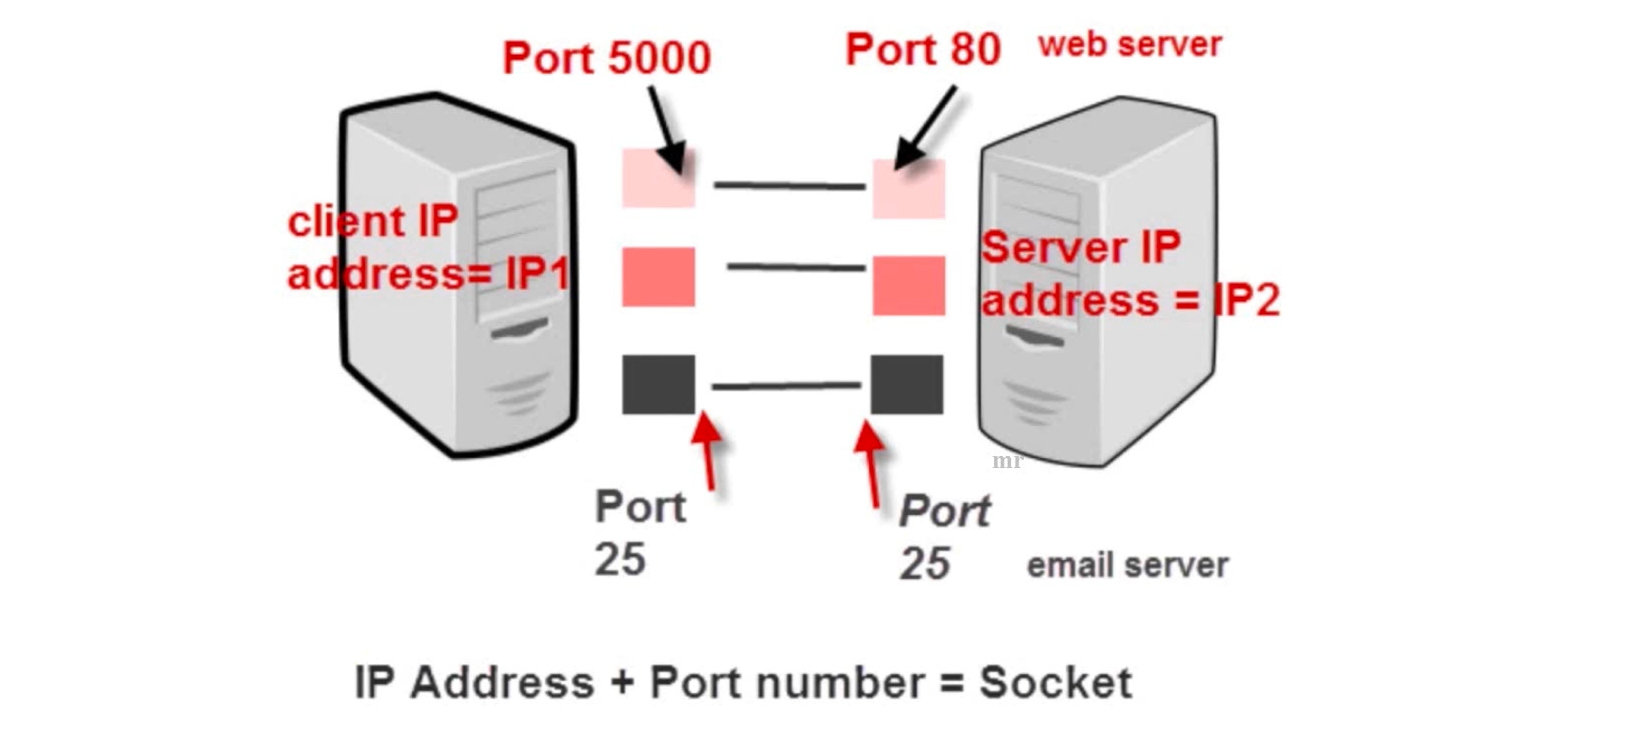 Port 5000
Port 80
web server
client IP
address= IP1
Server IP
address = IP2
mr
Port
25
Port
25
email server
IP Address + Port number = Socket